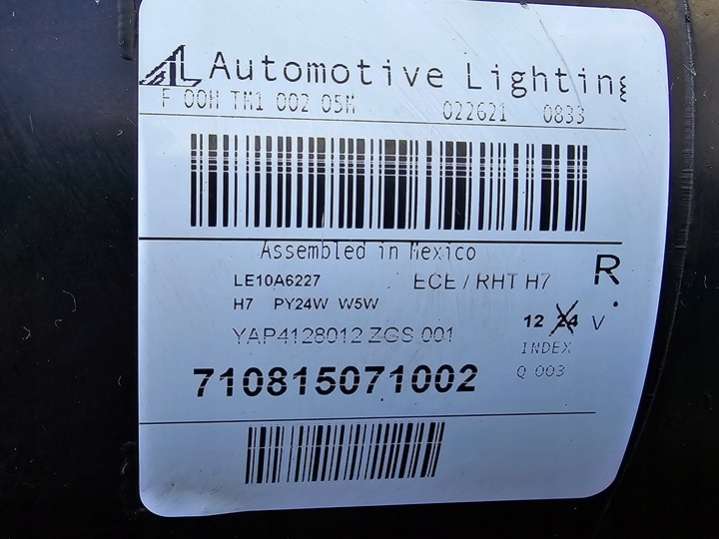 AL Automotive Lighting
F 00H TM1 002 05M 022621 0833
Assembled in Mexico
LE10A6227 ECE / RHT H7 R.
H7 PY24W W5W
YAP4128012 ZGS 001 12 24 V
INDEX
710815071002 Q 003